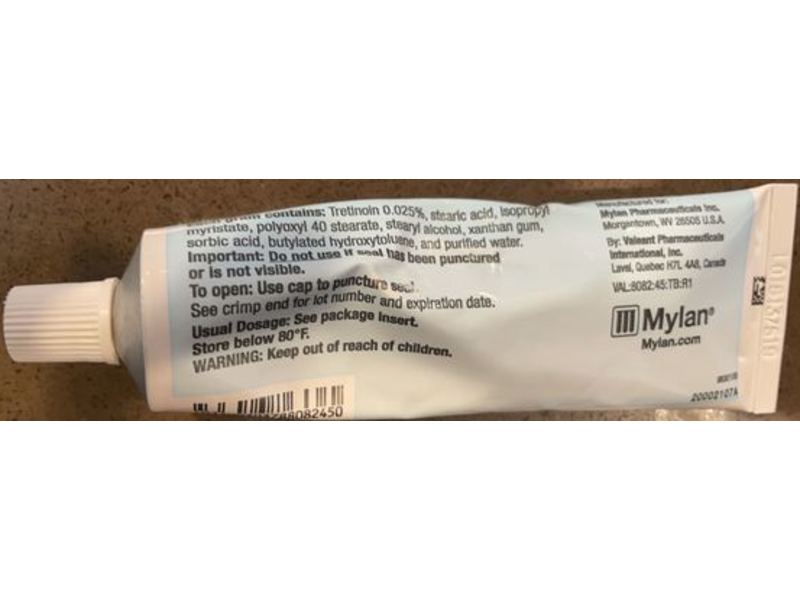 contains: Tretinoin 0.025%, stearic acid, isopropyl
myristate, polyoxyl 40 stearate, stearyl alcohol, xanthan gum,
sorbic acid, butylated hydroxytoluene, and purified water.
Important: Do not use if seal has been punctured
or is not visible.
To open: Use cap to puncture seal.
See crimp end for lot number and expiration date.
Usual Dosage: See package insert.
Store below 80°F.
WARNING: Keep out of reach of children.
88082450
Manufactured for:
Mylan Pharmaceuticals Inc.
Morgantown, WV 26505 U.S.A.
By: Valeant Pharmaceuticals
International, Inc.
Laval, Quebec H7L 4A8, Canada
VAL:8082:45:TB:R1
Mylan®
Mylan.com
20002107A